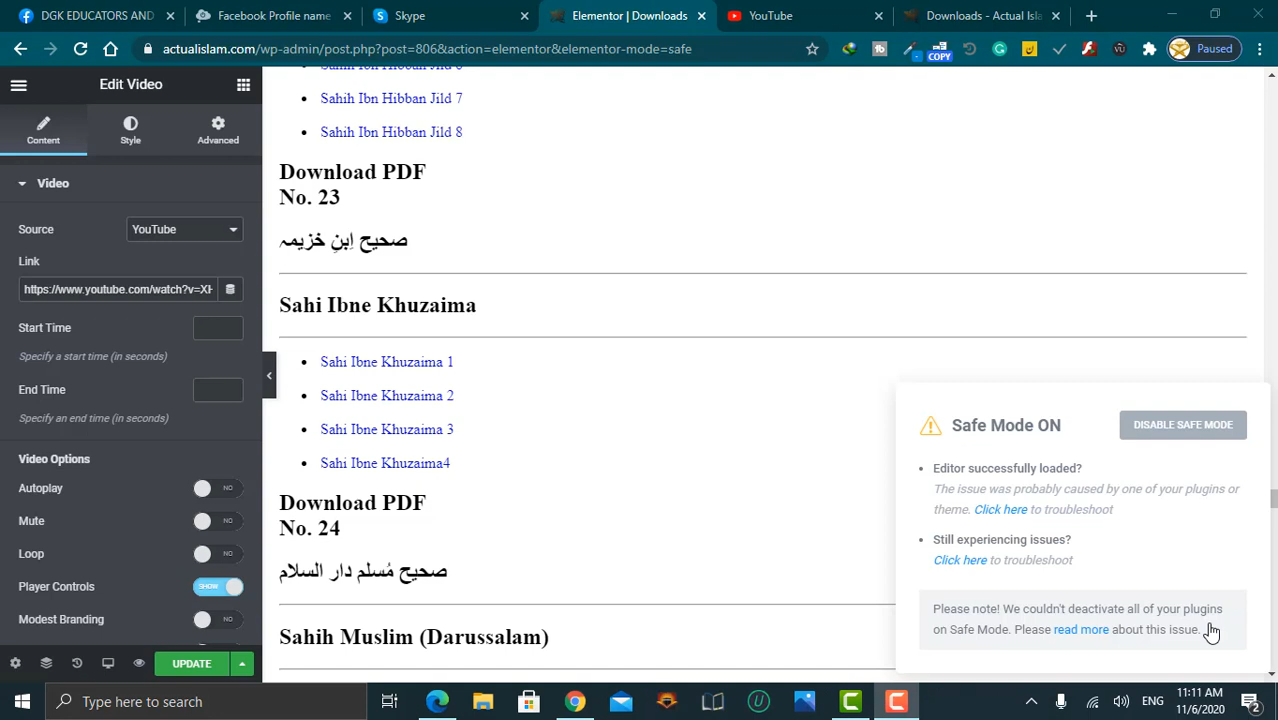 DGK EDUCATORS AND
Facebook Profile name
Skype
Elementor | Downloads
YouTube
Downloads - Actual Isl
actualislam.com/wp-admin/post.php?post=806&action=elementor&elementor-mode=safe
COPY
Paused
Edit Video
Content
Style
Advanced
Video
Source
YouTube
Link
https://www.youtube.com/watch?v=XH
Start Time
Specify a start time (in seconds)
End Time
Specify an end time (in seconds)
Video Options
Autoplay
NO
Mute
NO
Loop
NO
Player Controls
SHOW
Modest Branding
NO
UPDATE
Sahih Ibn Hibban Jild 6
Sahih Ibn Hibban Jild 7
Sahih Ibn Hibban Jild 8
Download PDF
No. 23
صحیح اِبنِ خزیمہ
Sahi Ibne Khuzaima
Sahi Ibne Khuzaima 1
Sahi Ibne Khuzaima 2
Sahi Ibne Khuzaima 3
Sahi Ibne Khuzaima4
Download PDF
No. 24
صحیح مُسلم دار السلام
Sahih Muslim (Darussalam)
Safe Mode ON
DISABLE SAFE MODE
Editor successfully loaded?
The issue was probably caused by one of your plugins or
theme. Click here to troubleshoot
Still experiencing issues?
Click here to troubleshoot
Please note! We couldn't deactivate all of your plugins
on Safe Mode. Please read more about this issue.
Type here to search
ENG
11:11 AM
11/6/2020
2